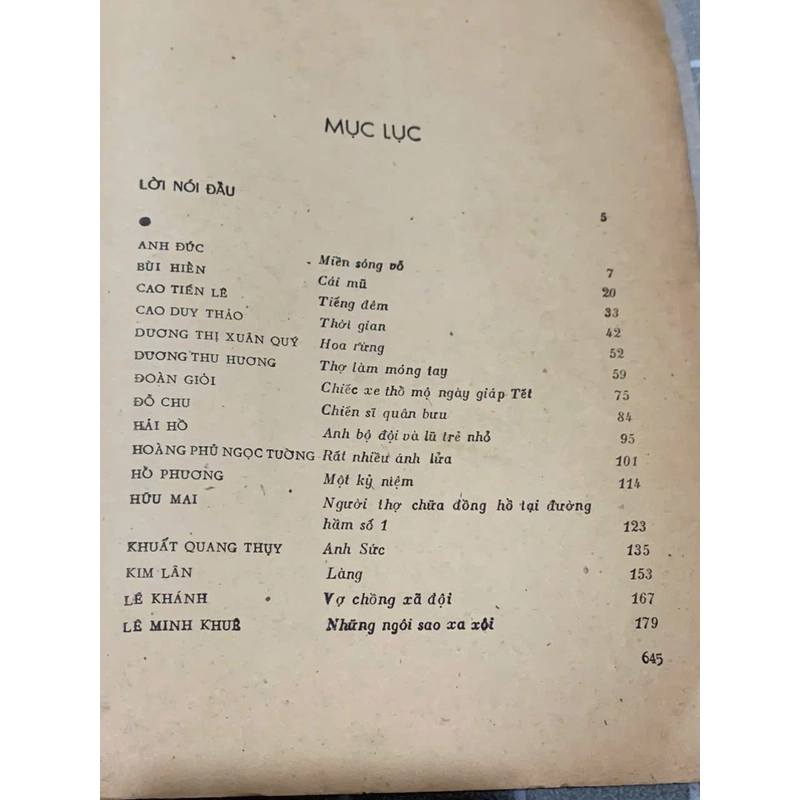 MỤC LỤC
LỜI NÓI ĐẦU 5
ANH ĐỨC Miền sóng vỗ 7
BÙI HIỂN Cái mũ 20
CAO TIẾN LÊ Tiếng đêm 33
CAO DUY THẢO Thời gian 42
DƯƠNG THỊ XUÂN QUÝ Hoa rừng 52
DƯƠNG THU HƯƠNG Thợ làm móng tay 59
ĐOÀN GIỎI Chiếc xe thồ mộ ngày giáp Tết 75
ĐỖ CHU Chiến sĩ quân bưu 84
HẢI HỒ Anh bộ đội và lũ trẻ nhỏ 95
HOÀNG PHỦ NGỌC TƯỜNG Rất nhiều ánh lửa 101
HỒ PHƯƠNG Một kỷ niệm 114
HỮU MAI Người thợ chữa đồng hồ tại đường
hầm số 1 123
KHUẤT QUANG THỤY Anh Sức 135
KIM LÂN Làng 153
LÊ KHÁNH Vợ chồng xã đội 167
LÊ MINH KHUÊ Những ngôi sao xa xôi 179
645